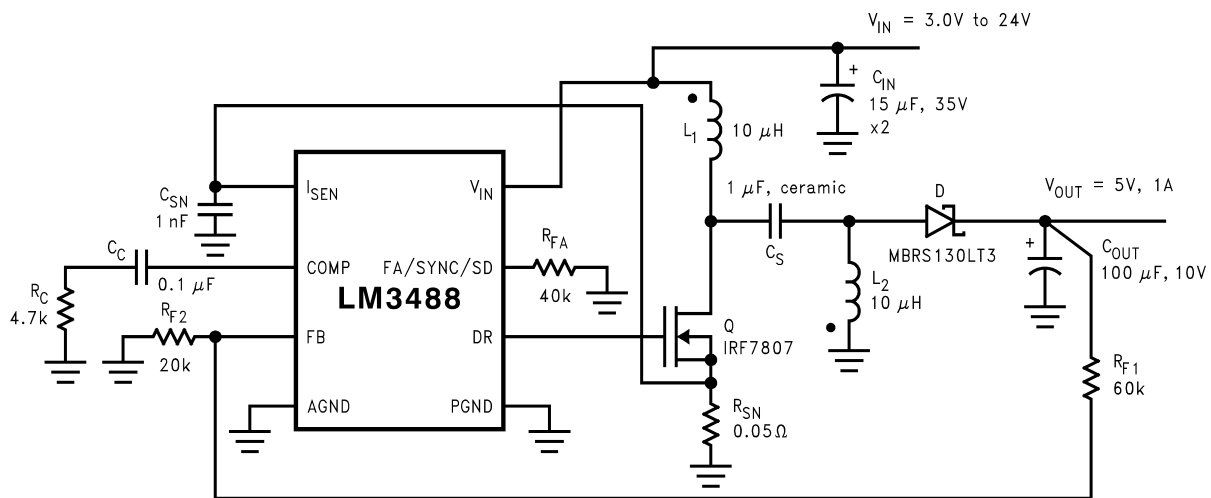 V_IN = 3.0V to 24V
+
C_IN
15 μF, 35V
x2
L_1
10 μH
I_SEN
V_IN
C_SN
1 nF
1 μF, ceramic
C_S
D
MBRS130LT3
V_OUT = 5V, 1A
+
C_OUT
100 μF, 10V
C_C
0.1 μF
COMP
FA/SYNC/SD
R_FA
40k
LM3488
L_2
10 μH
R_C
4.7k
R_F2
20k
FB
DR
Q
IRF7807
R_F1
60k
AGND
PGND
R_SN
0.05Ω